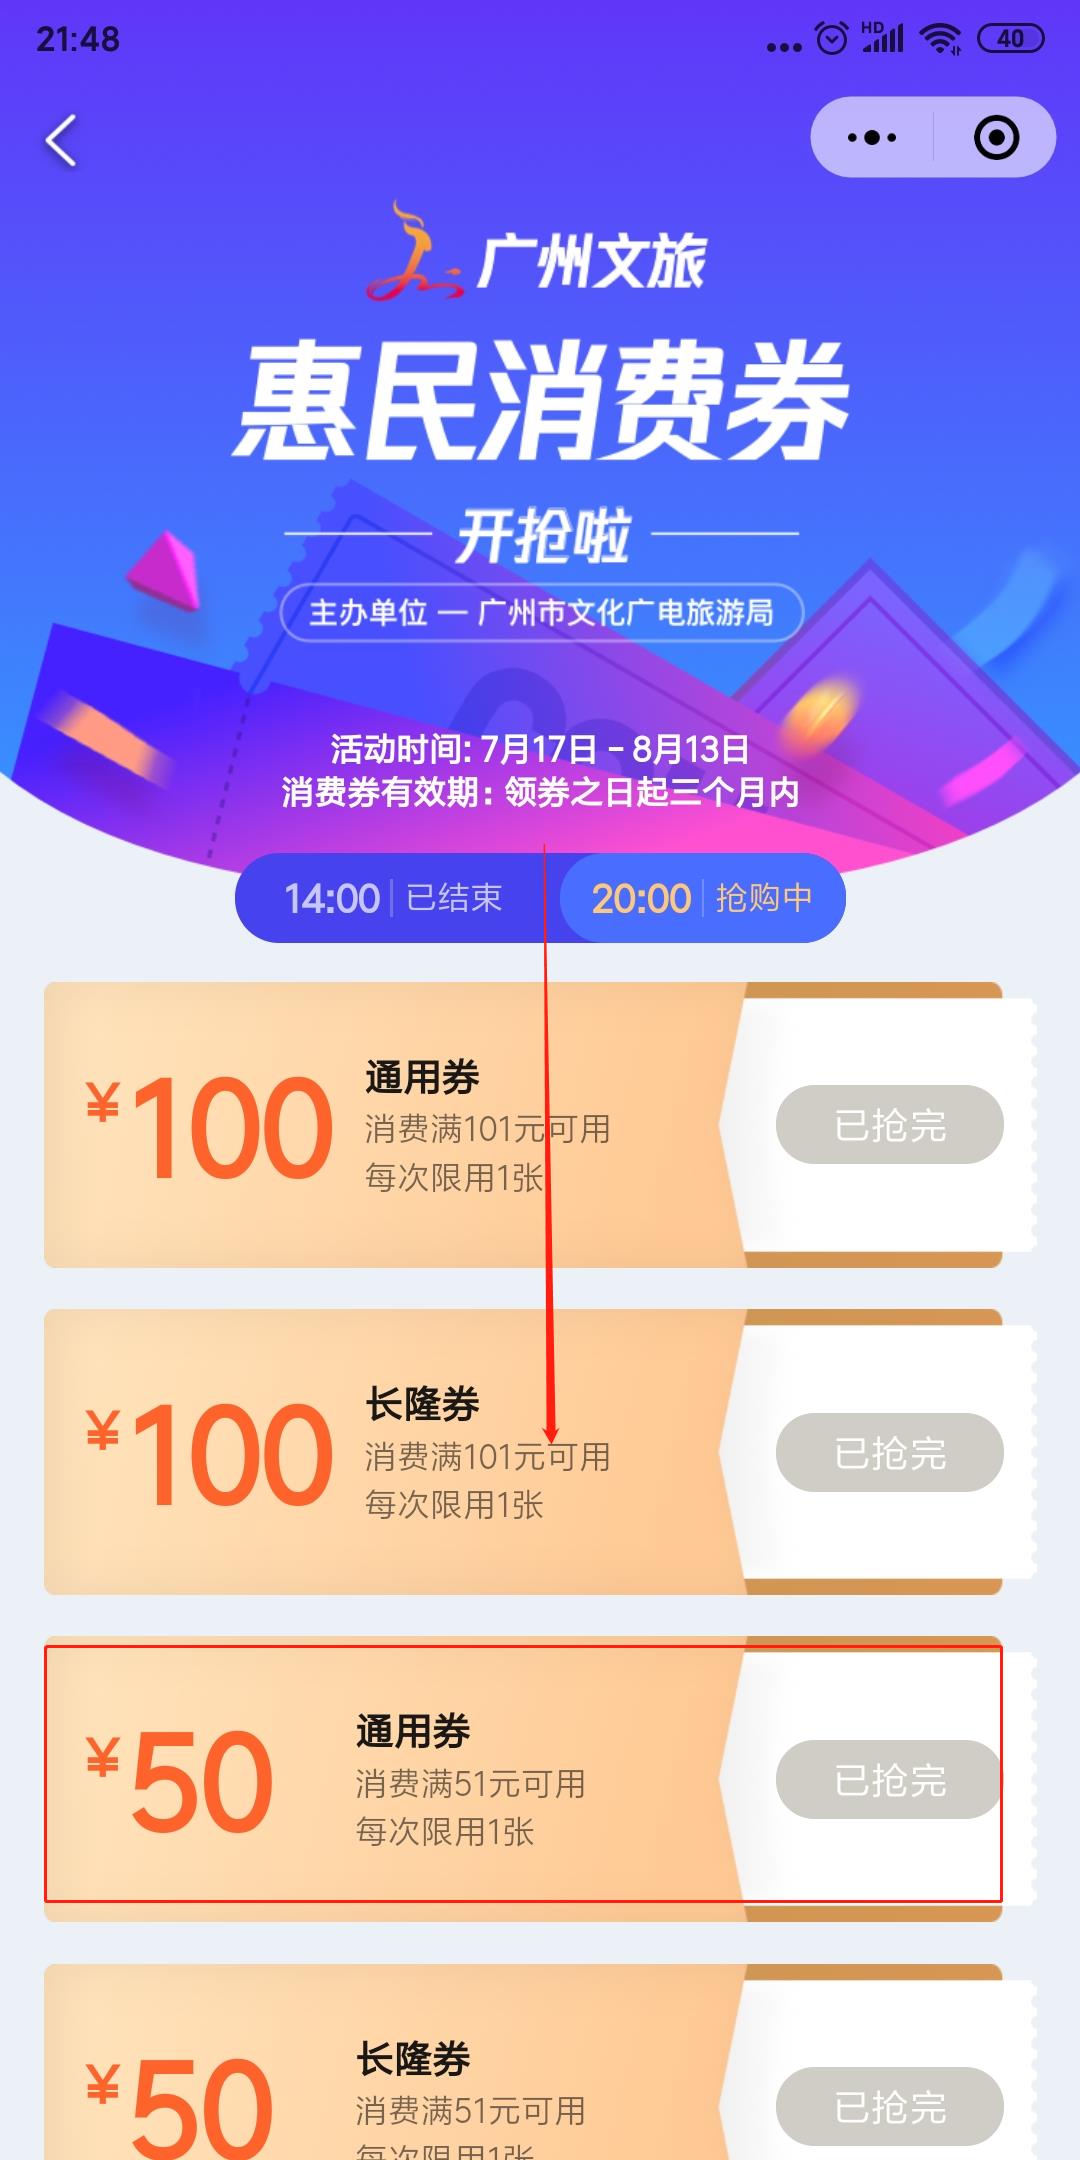 21:48
HD
40
广州文旅
惠民消费券
开抢啦
主办单位 — 广州市文化广电旅游局
活动时间: 7月17日 - 8月13日
消费券有效期: 领券之日起三个月内
14:00 已结束
20:00 抢购中
¥100
通用券
消费满101元可用
每次限用1张
已抢完
¥100
长隆券
消费满101元可用
每次限用1张
已抢完
¥50
通用券
消费满51元可用
每次限用1张
已抢完
¥50
长隆券
消费满51元可用
每次限用1张
已抢完